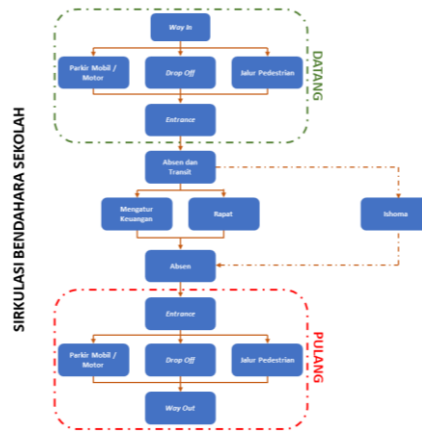 SIRKULASI BENDAHARA SEKOLAH
DATANG
Way In
Parkir Mobil /
Motor
Drop Off
Jalur Pedestrian
Entrance
Absen dan
Transit
Mengatur
Keuangan
Rapat
Ishoma
Absen
PULANG
Entrance
Parkir Mobil /
Motor
Drop Off
Jalur Pedestrian
Way Out